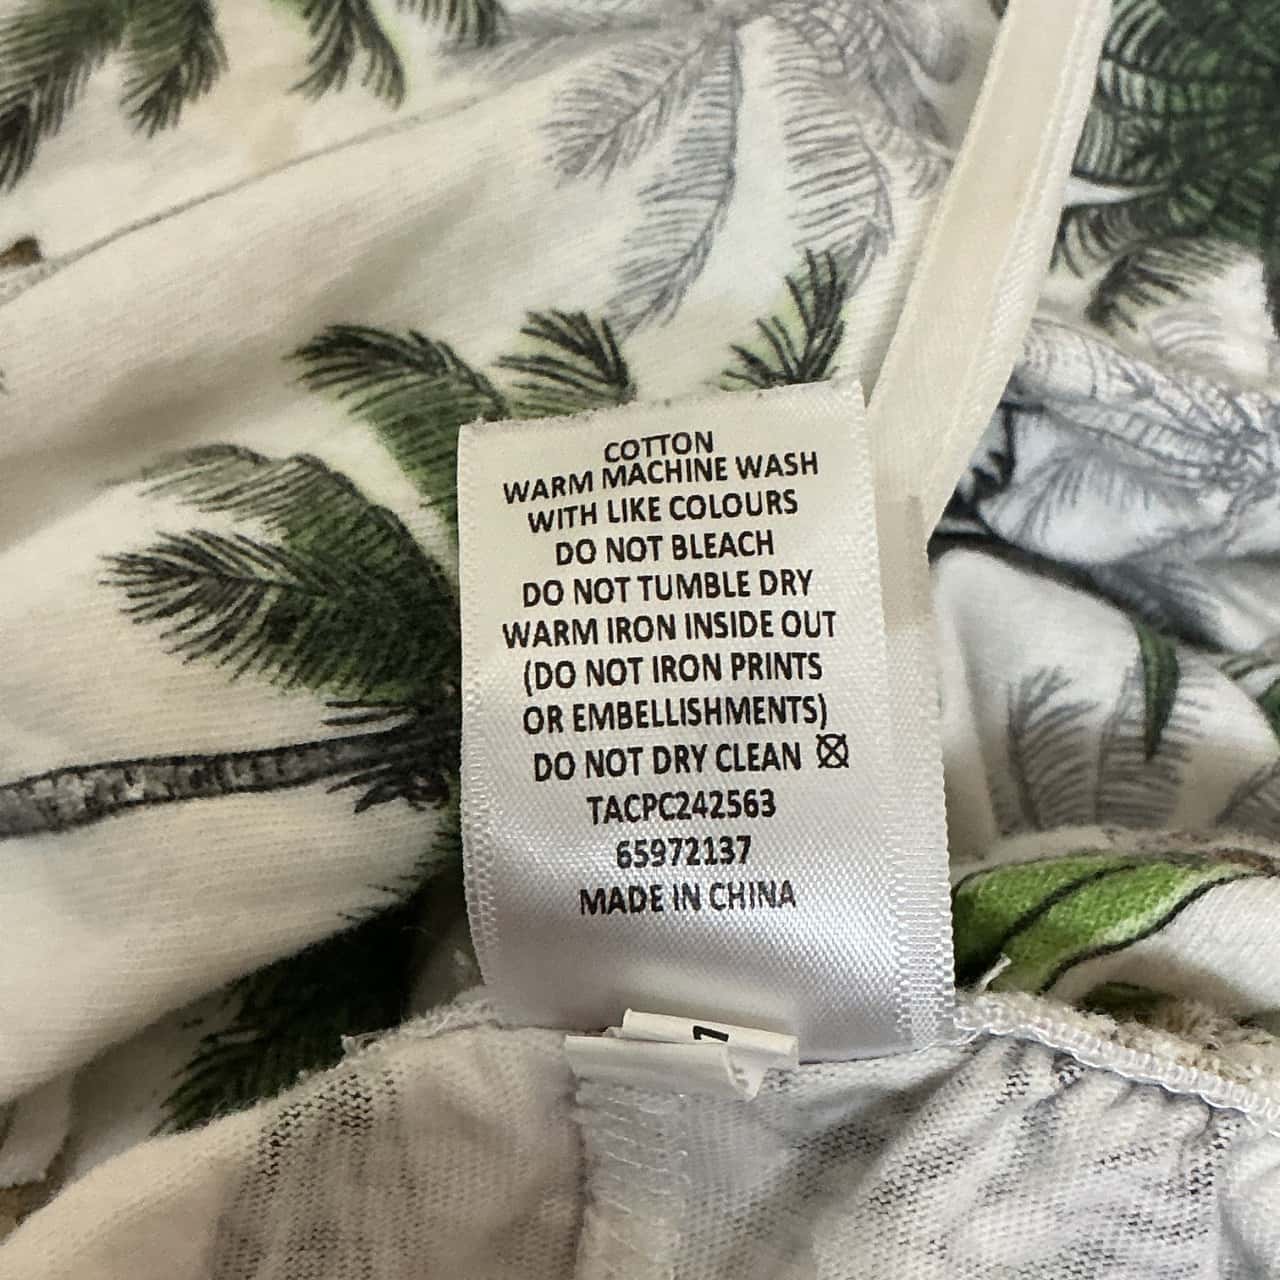 COTTON
WARM MACHINE WASH
WITH LIKE COLOURS
DO NOT BLEACH
DO NOT TUMBLE DRY
WARM IRON INSIDE OUT
(DO NOT IRON PRINTS
OR EMBELLISHMENTS)
DO NOT DRY CLEAN
TACPC242563
65972137
MADE IN CHINA